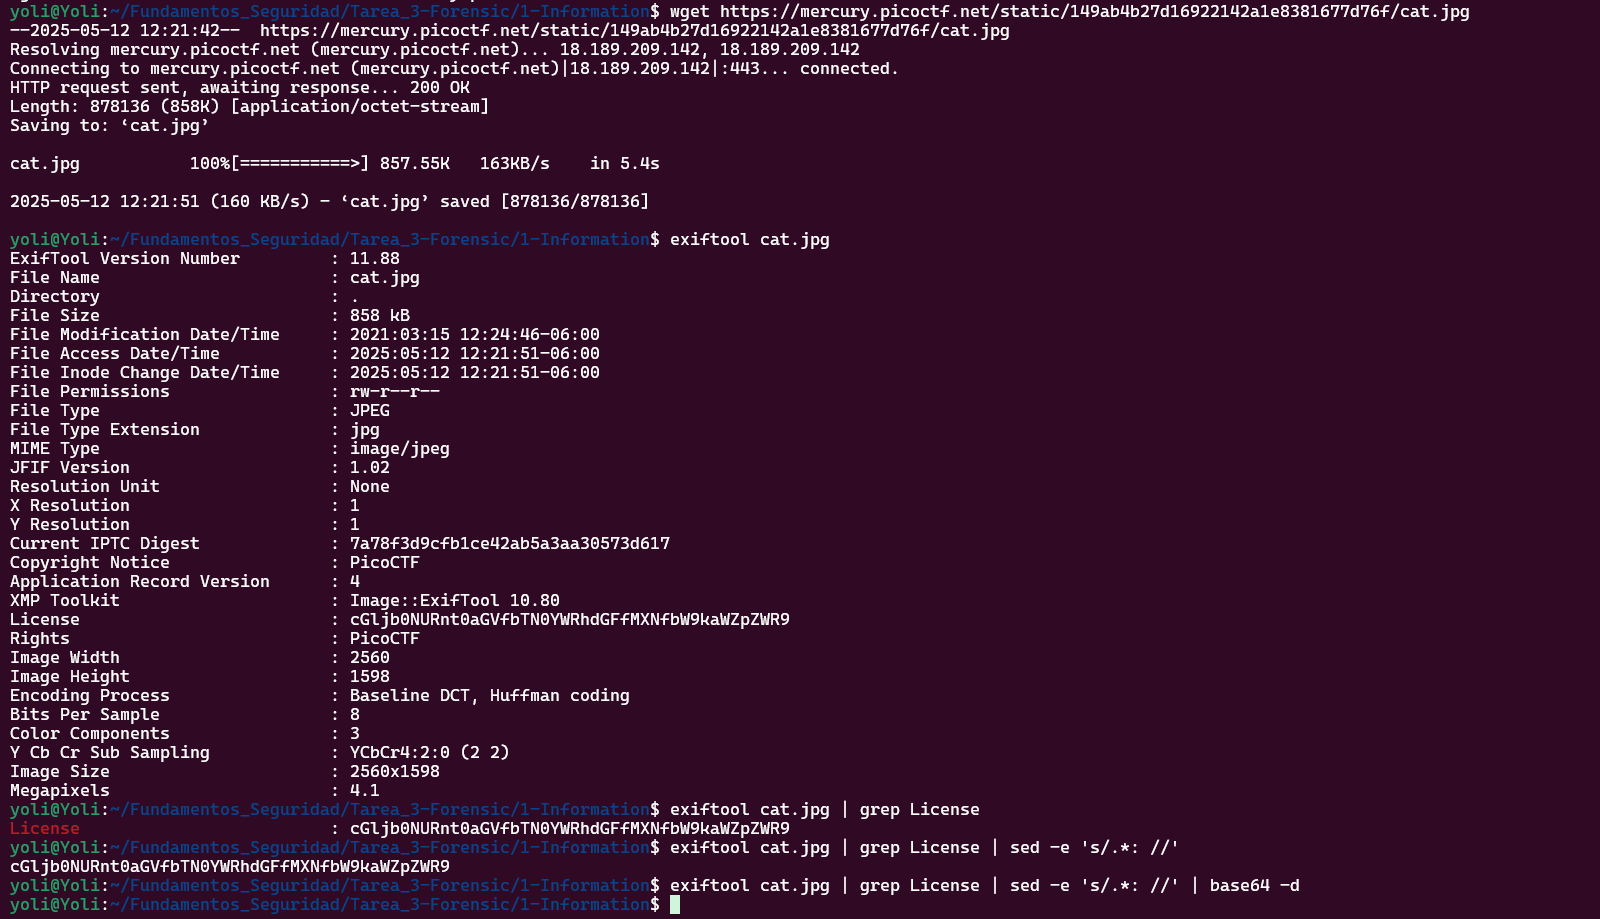 yoli@Yoli:~/Fundamentos_Seguridad/Tarea_3-Forensic/1-Information$ wget https://mercury.picoctf.net/static/149ab4b27d16922142a1e8381677d76f/cat.jpg
--2025-05-12 12:21:42--  https://mercury.picoctf.net/static/149ab4b27d16922142a1e8381677d76f/cat.jpg
Resolving mercury.picoctf.net (mercury.picoctf.net)... 18.189.209.142, 18.189.209.142
Connecting to mercury.picoctf.net (mercury.picoctf.net)|18.189.209.142|:443... connected.
HTTP request sent, awaiting response... 200 OK
Length: 878136 (858K) [application/octet-stream]
Saving to: ‘cat.jpg’
cat.jpg           100%[===========>] 857.55K   163KB/s    in 5.4s
2025-05-12 12:21:51 (160 KB/s) - ‘cat.jpg’ saved [878136/878136]
yoli@Yoli:~/Fundamentos_Seguridad/Tarea_3-Forensic/1-Information$ exiftool cat.jpg
ExifTool Version Number         : 11.88
File Name                       : cat.jpg
Directory                       : .
File Size                       : 858 kB
File Modification Date/Time     : 2021:03:15 12:24:46-06:00
File Access Date/Time           : 2025:05:12 12:21:51-06:00
File Inode Change Date/Time     : 2025:05:12 12:21:51-06:00
File Permissions                : rw-r--r--
File Type                       : JPEG
File Type Extension             : jpg
MIME Type                       : image/jpeg
JFIF Version                    : 1.02
Resolution Unit                 : None
X Resolution                    : 1
Y Resolution                    : 1
Current IPTC Digest             : 7a78f3d9cfb1ce42ab5a3aa30573d617
Copyright Notice                : PicoCTF
Application Record Version      : 4
XMP Toolkit                     : Image::ExifTool 10.80
License                         : cGljb0NURnt0aGVfbTN0YWRhdGFfMXNfbW9kaWZpZWR9
Rights                          : PicoCTF
Image Width                     : 2560
Image Height                    : 1598
Encoding Process                : Baseline DCT, Huffman coding
Bits Per Sample                 : 8
Color Components                : 3
Y Cb Cr Sub Sampling            : YCbCr4:2:0 (2 2)
Image Size                      : 2560x1598
Megapixels                      : 4.1
yoli@Yoli:~/Fundamentos_Seguridad/Tarea_3-Forensic/1-Information$ exiftool cat.jpg | grep License
License                         : cGljb0NURnt0aGVfbTN0YWRhdGFfMXNfbW9kaWZpZWR9
yoli@Yoli:~/Fundamentos_Seguridad/Tarea_3-Forensic/1-Information$ exiftool cat.jpg | grep License | sed -e 's/.*: //'
cGljb0NURnt0aGVfbTN0YWRhdGFfMXNfbW9kaWZpZWR9
yoli@Yoli:~/Fundamentos_Seguridad/Tarea_3-Forensic/1-Information$ exiftool cat.jpg | grep License | sed -e 's/.*: //' | base64 -d
yoli@Yoli:~/Fundamentos_Seguridad/Tarea_3-Forensic/1-Information$